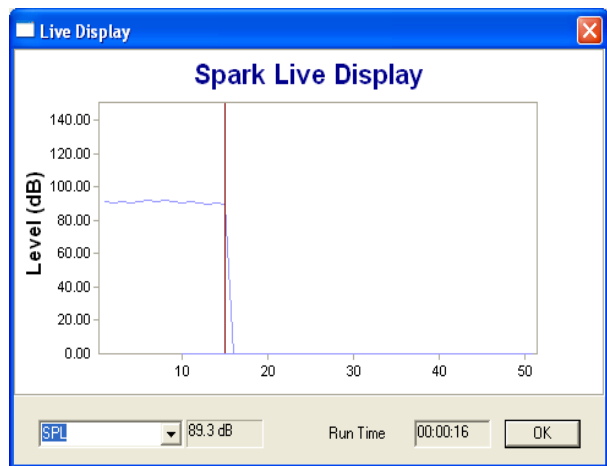 Live Display
Spark Live Display
Level (dB)
140.00
120.00
100.00
80.00
60.00
40.00
20.00
0.00
10 20 30 40 50
SPL 89.3 dB Run Time 00:00:16 OK